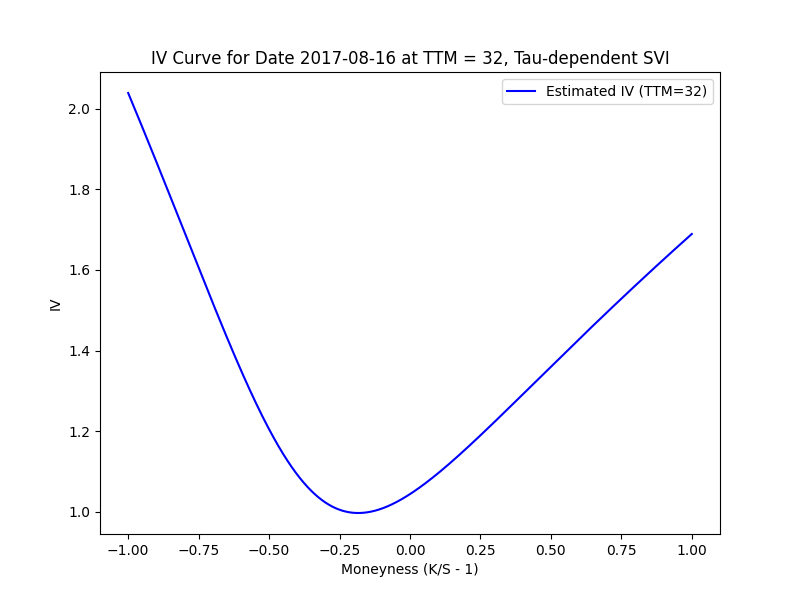 IV Curve for Date 2017-08-16 at TTM = 32, Tau-dependent SVI
Estimated IV (TTM=32)
2.0
1.8
1.6
1.4
1.2
1.0
IV
−1.00 −0.75 −0.50 −0.25 0.00 0.25 0.50 0.75 1.00
Moneyness (K/S - 1)